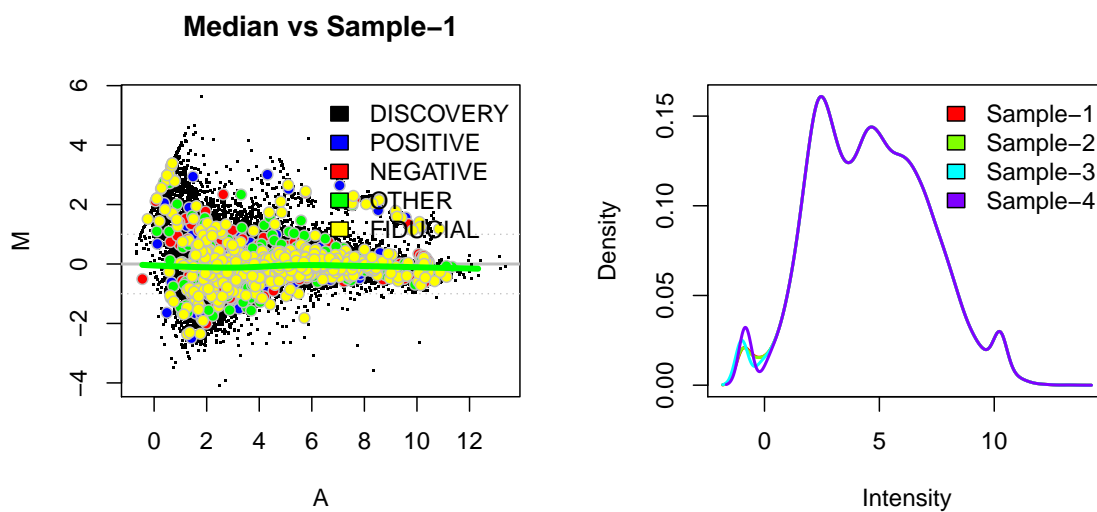 Median vs Sample−1
M
6
4
2
0
−2
−4
0 2 4 6 8 10 12
A
DISCOVERY
POSITIVE
NEGATIVE
OTHER
FIDUCIAL
Density
0.15
0.10
0.05
0.00
0 5 10
Intensity
Sample−1
Sample−2
Sample−3
Sample−4